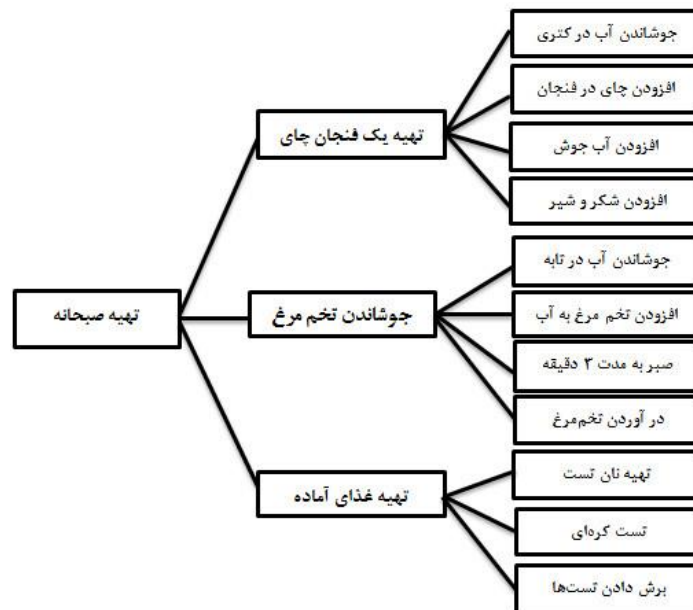 جوشاندن آب در کتری
افزودن چای در فنجان
تهیه یک فنجان چای
افزودن آب جوش
افزودن شکر و شیر
جوشاندن آب در تابه
تهیه صبحانه
جوشاندن تخم مرغ
افزودن تخم مرغ به آب
صبر به مدت ۳ دقیقه
در آوردن تخم‌مرغ
تهیه غذای آماده
تهیه نان تست
تست کره‌ای
برش دادن تست‌ها